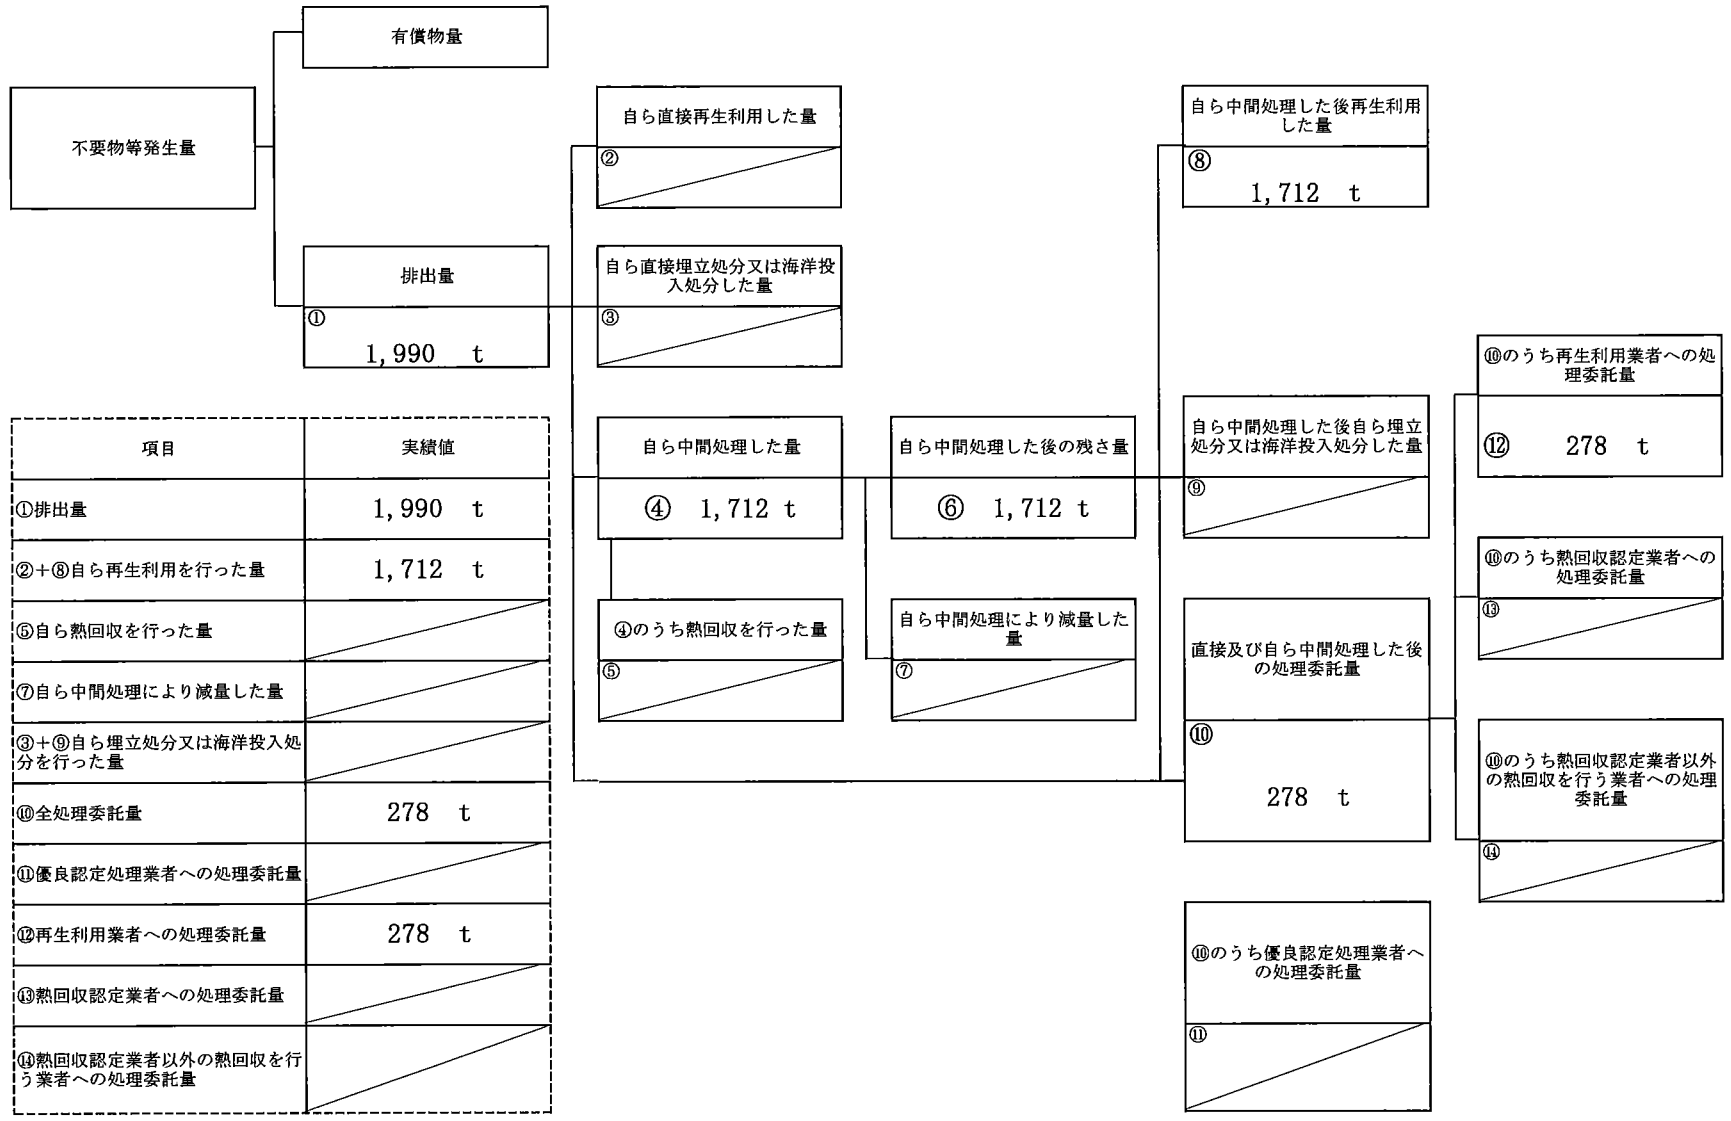 有償物量
不要物等発生量
排出量
①
1,990 t
自ら直接再生利用した量
②
自ら直接埋立処分又は海洋投
入処分した量
③
自ら中間処理した量
④ 1,712 t
④のうち熱回収を行った量
⑤
自ら中間処理した後の残さ量
⑥ 1,712 t
自ら中間処理により減量した
量
⑦
自ら中間処理した後再生利用
した量
⑧
1,712 t
自ら中間処理した後自ら埋立
処分又は海洋投入処分した量
⑨
直接及び自ら中間処理した後
の処理委託量
⑩
278 t
⑩のうち優良認定処理業者へ
の処理委託量
⑪
⑩のうち再生利用業者への処
理委託量
⑫ 278 t
⑩のうち熱回収認定業者への
処理委託量
⑬
⑩のうち熱回収認定業者以外
の熱回収を行う業者への処理
委託量
⑭
項目 実績値
①排出量 1,990 t
②+⑧自ら再生利用を行った量 1,712 t
⑤自ら熱回収を行った量
⑦自ら中間処理により減量した量
③+⑨自ら埋立処分又は海洋投入処
分を行った量
⑩全処理委託量 278 t
⑪優良認定処理業者への処理委託量
⑫再生利用業者への処理委託量 278 t
⑬熱回収認定業者への処理委託量
⑭熱回収認定業者以外の熱回収を行
う業者への処理委託量